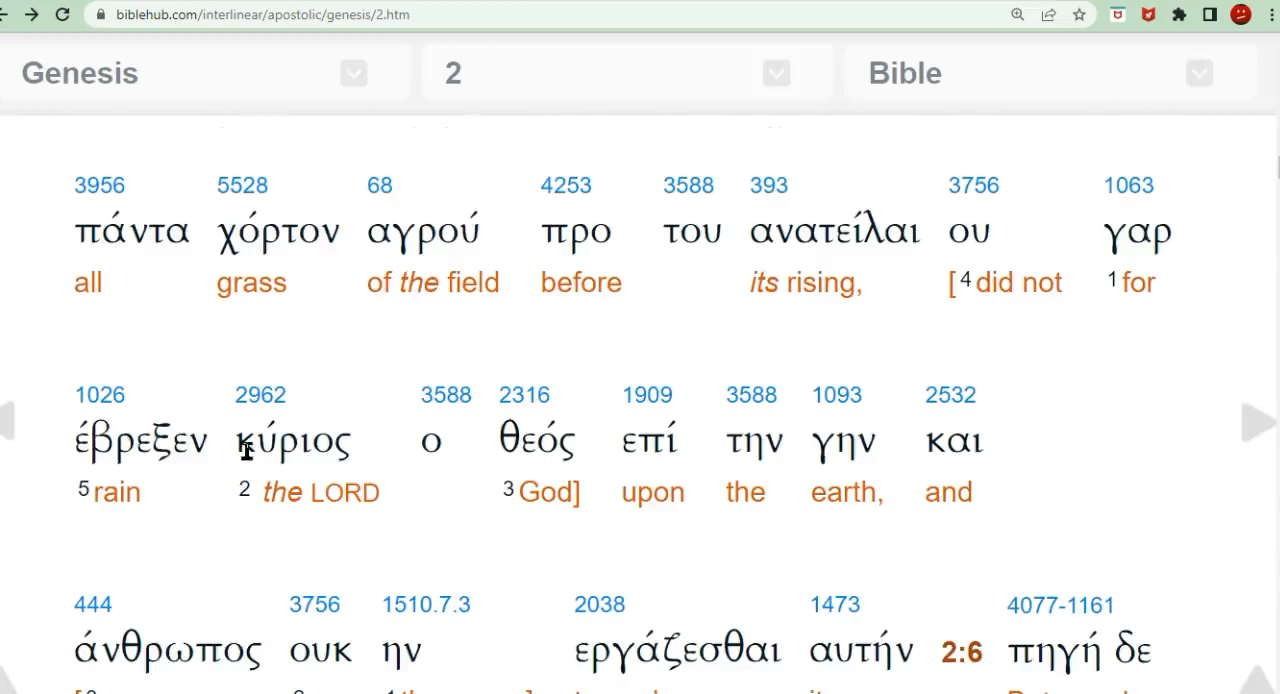 biblehub.com/interlinear/apostolic/genesis/2.htm
Genesis 2 Bible
3956 5528 68 4253 3588 393 3756 1063
πάντα χόρτον αγρού προ του ανατείλαι ου γαρ
all grass of the field before its rising, [ 4 did not 1 for
1026 2962 3588 2316 1909 3588 1093 2532
έβρεξεν κύριος ο θεός επί την γην και
5 rain 2 the LORD 3 God] upon the earth, and
444 3756 1510.7.3 2038 1473 4077-1161
άνθρωπος ουκ ην εργάζεσθαι αυτήν 2:6 πηγή δε